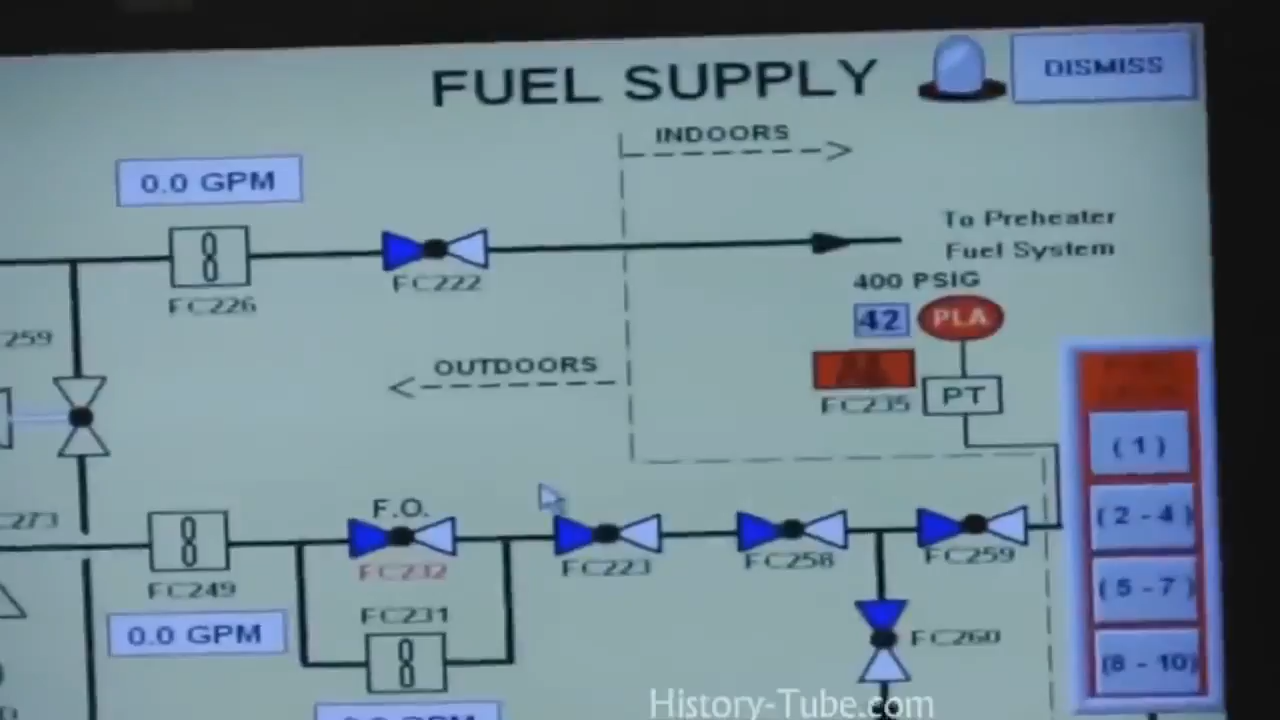 FUEL SUPPLY
DISMISS
INDOORS
0.0 GPM
To Preheater
Fuel System
FC222
FC226
400 PSIG
42
PLA
259
OUTDOORS
FC235
PT
(1)
F.O.
(2 - 4)
C273
FC232
FC223
FC258
FC259
FC249
(5 - 7)
FC231
0.0 GPM
FC260
(8 - 10)
History-Tube.com